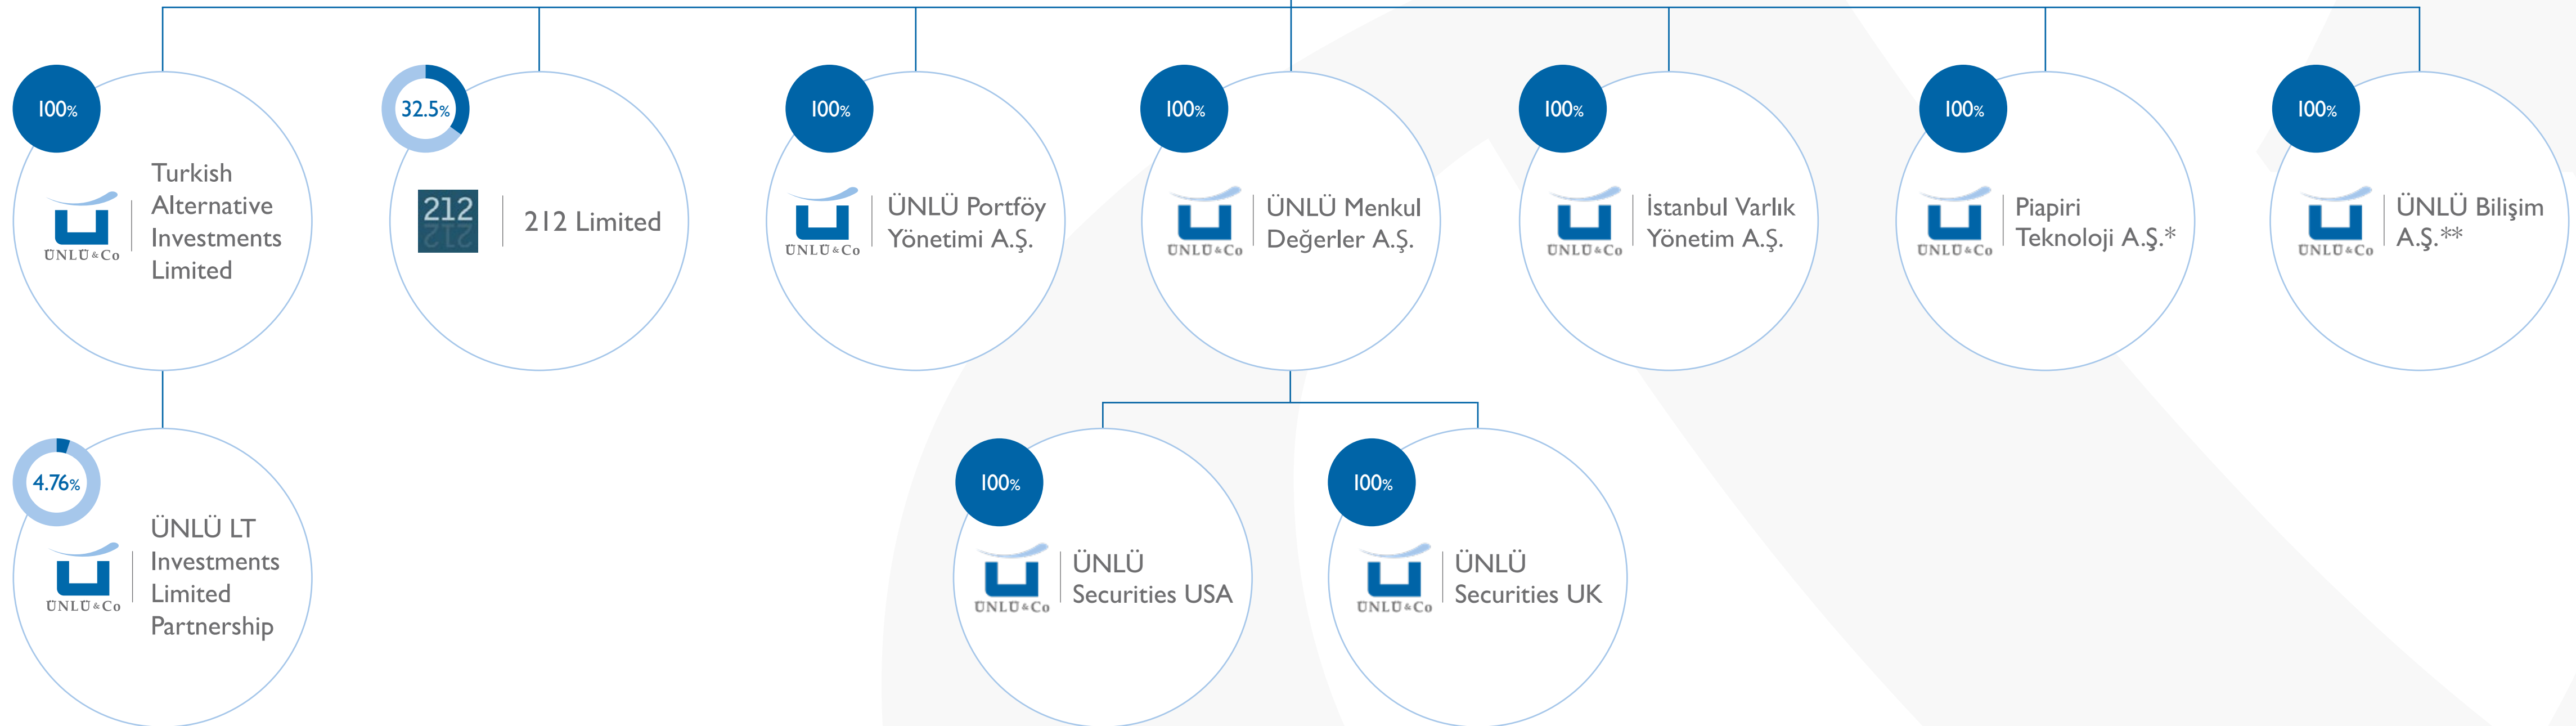 100%
ÜNLÜ & Co
Turkish
Alternative
Investments
Limited
32.5%
212
212 Limited
100%
ÜNLÜ & Co
ÜNLÜ Portföy
Yönetimi A.Ş.
100%
ÜNLÜ & Co
ÜNLÜ Menkul
Değerler A.Ş.
100%
ÜNLÜ & Co
İstanbul Varlık
Yönetim A.Ş.
100%
ÜNLÜ & Co
Piapiri
Teknoloji A.Ş.*
100%
ÜNLÜ & Co
ÜNLÜ Bilişim
A.Ş.**
4.76%
ÜNLÜ & Co
ÜNLÜ LT
Investments
Limited
Partnership
100%
ÜNLÜ & Co
ÜNLÜ
Securities USA
100%
ÜNLÜ & Co
ÜNLÜ
Securities UK